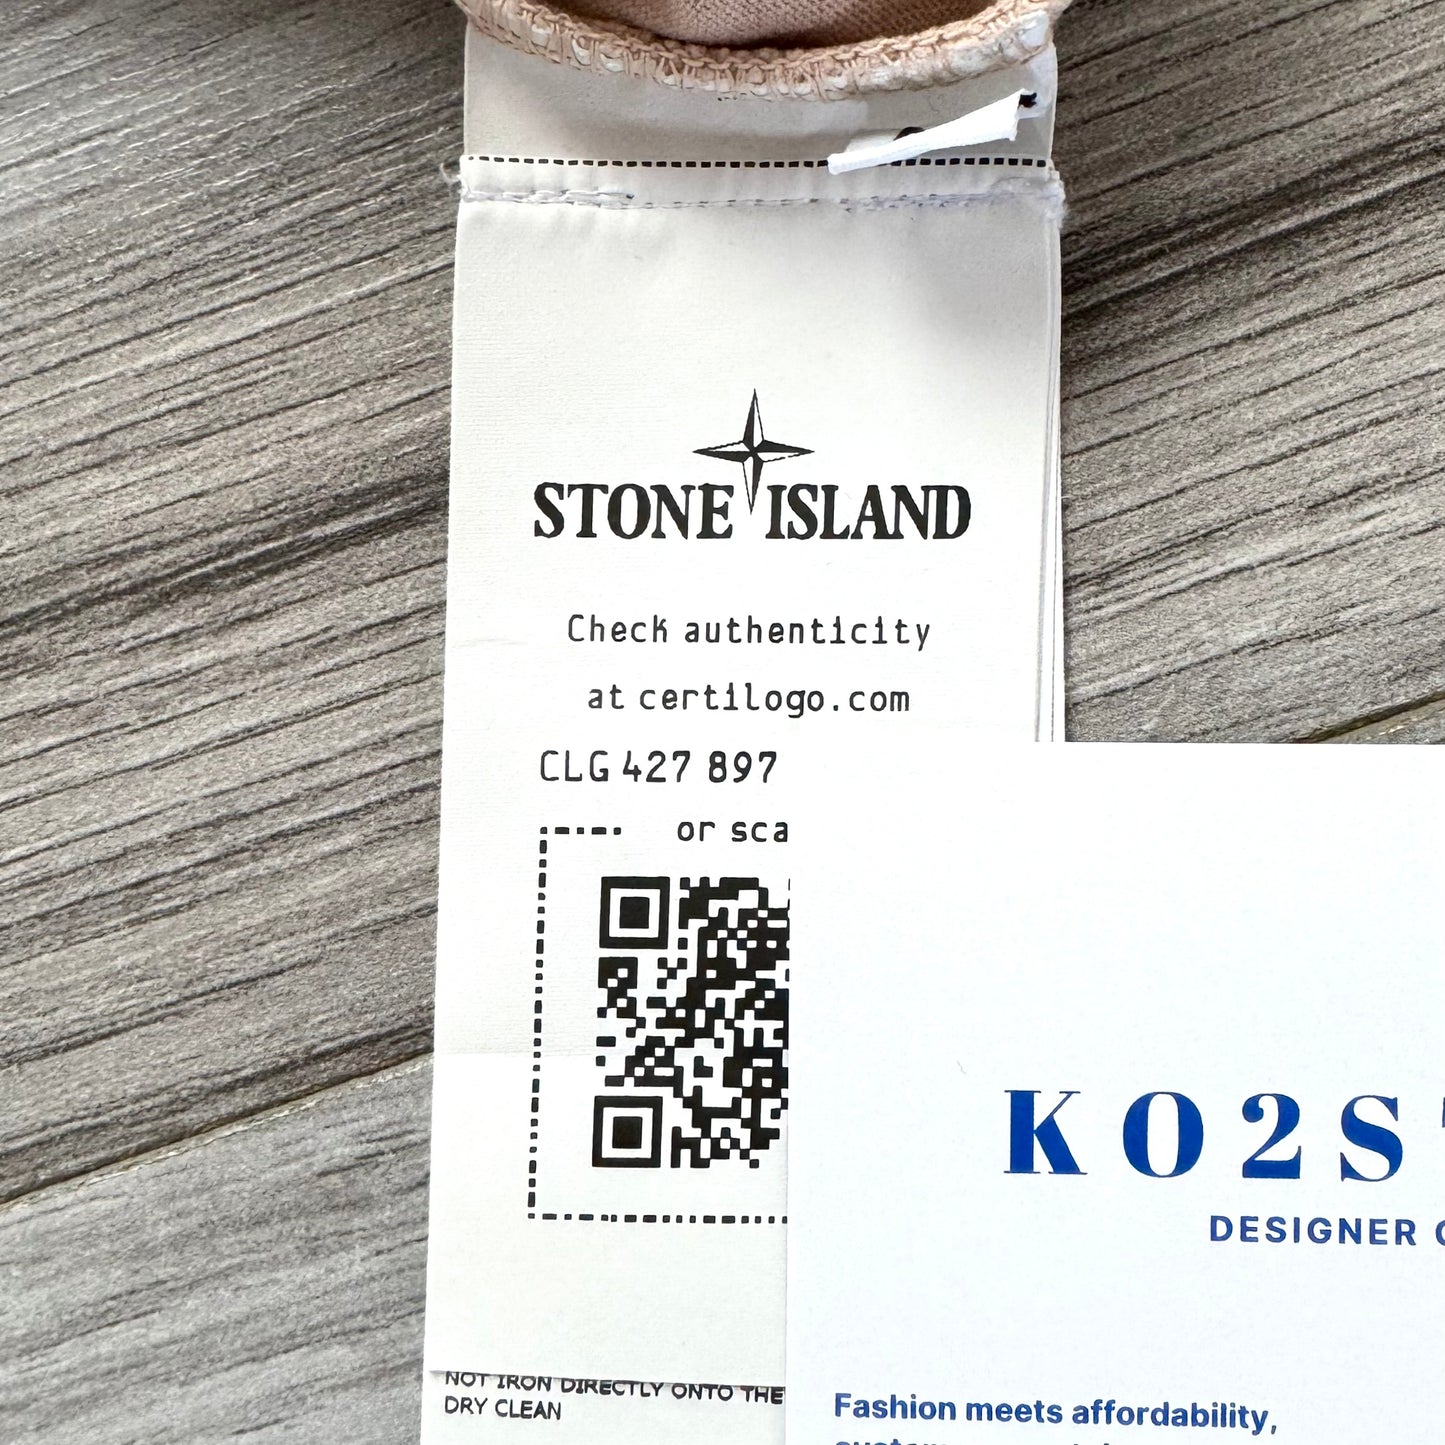 STONE ISLAND
Check authenticity
at certilogo.com
CLG 427 897
or sca
KO2S
DESIGNER
NOT IRON DIRECTLY ONTO THE
DRY CLEAN
Fashion meets affordability,